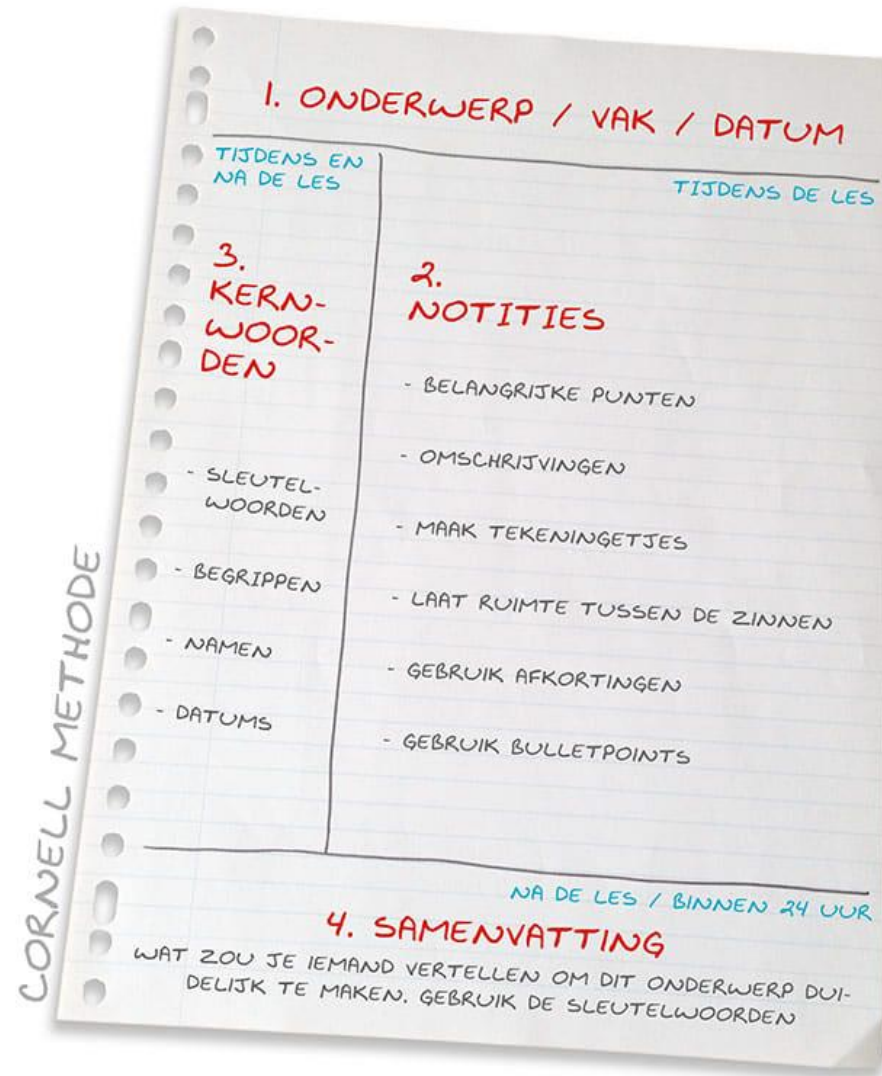 1. ONDERWERP / VAK / DATUM
TIJDENS EN
NA DE LES
TIJDENS DE LES
3.
KERN-
WOOR-
DEN
- SLEUTEL-
WOORDEN
- BEGRIPPEN
- NAMEN
- DATUMS
2.
NOTITIES
- BELANGRIJKE PUNTEN
- OMSCHRIJVINGEN
- MAAK TEKENINGETJES
- LAAT RUIMTE TUSSEN DE ZINNEN
- GEBRUIK AFKORTINGEN
- GEBRUIK BULLETPOINTS
NA DE LES / BINNEN 24 UUR
4. SAMENVATTING
WAT ZOU JE IEMAND VERTELLEN OM DIT ONDERWERP DUI-
DELIJK TE MAKEN. GEBRUIK DE SLEUTELWOORDEN
CORNELL METHODE